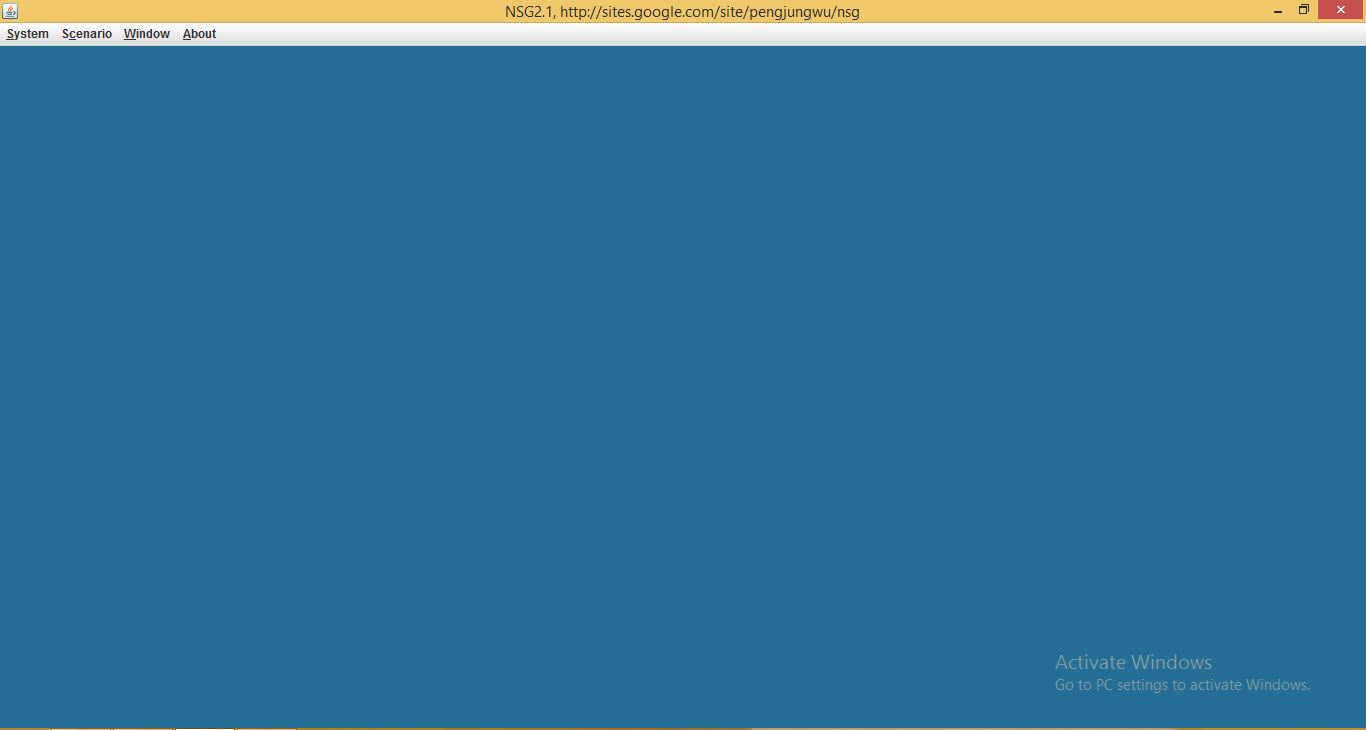 NSG2.1, http://sites.google.com/site/pengjungwu/nsg
System Scenario Window About
Activate Windows
Go to PC settings to activate Windows.